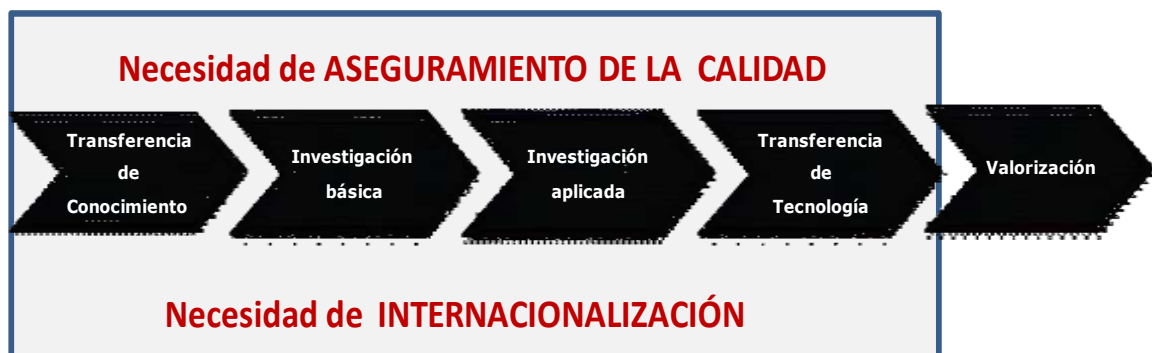 Necesidad de ASEGURAMIENTO DE LA CALIDAD
Transferencia
de
Conocimiento
Investigación
básica
Investigación
aplicada
Transferencia
de
Tecnología
Valorización
Necesidad de INTERNACIONALIZACIÓN